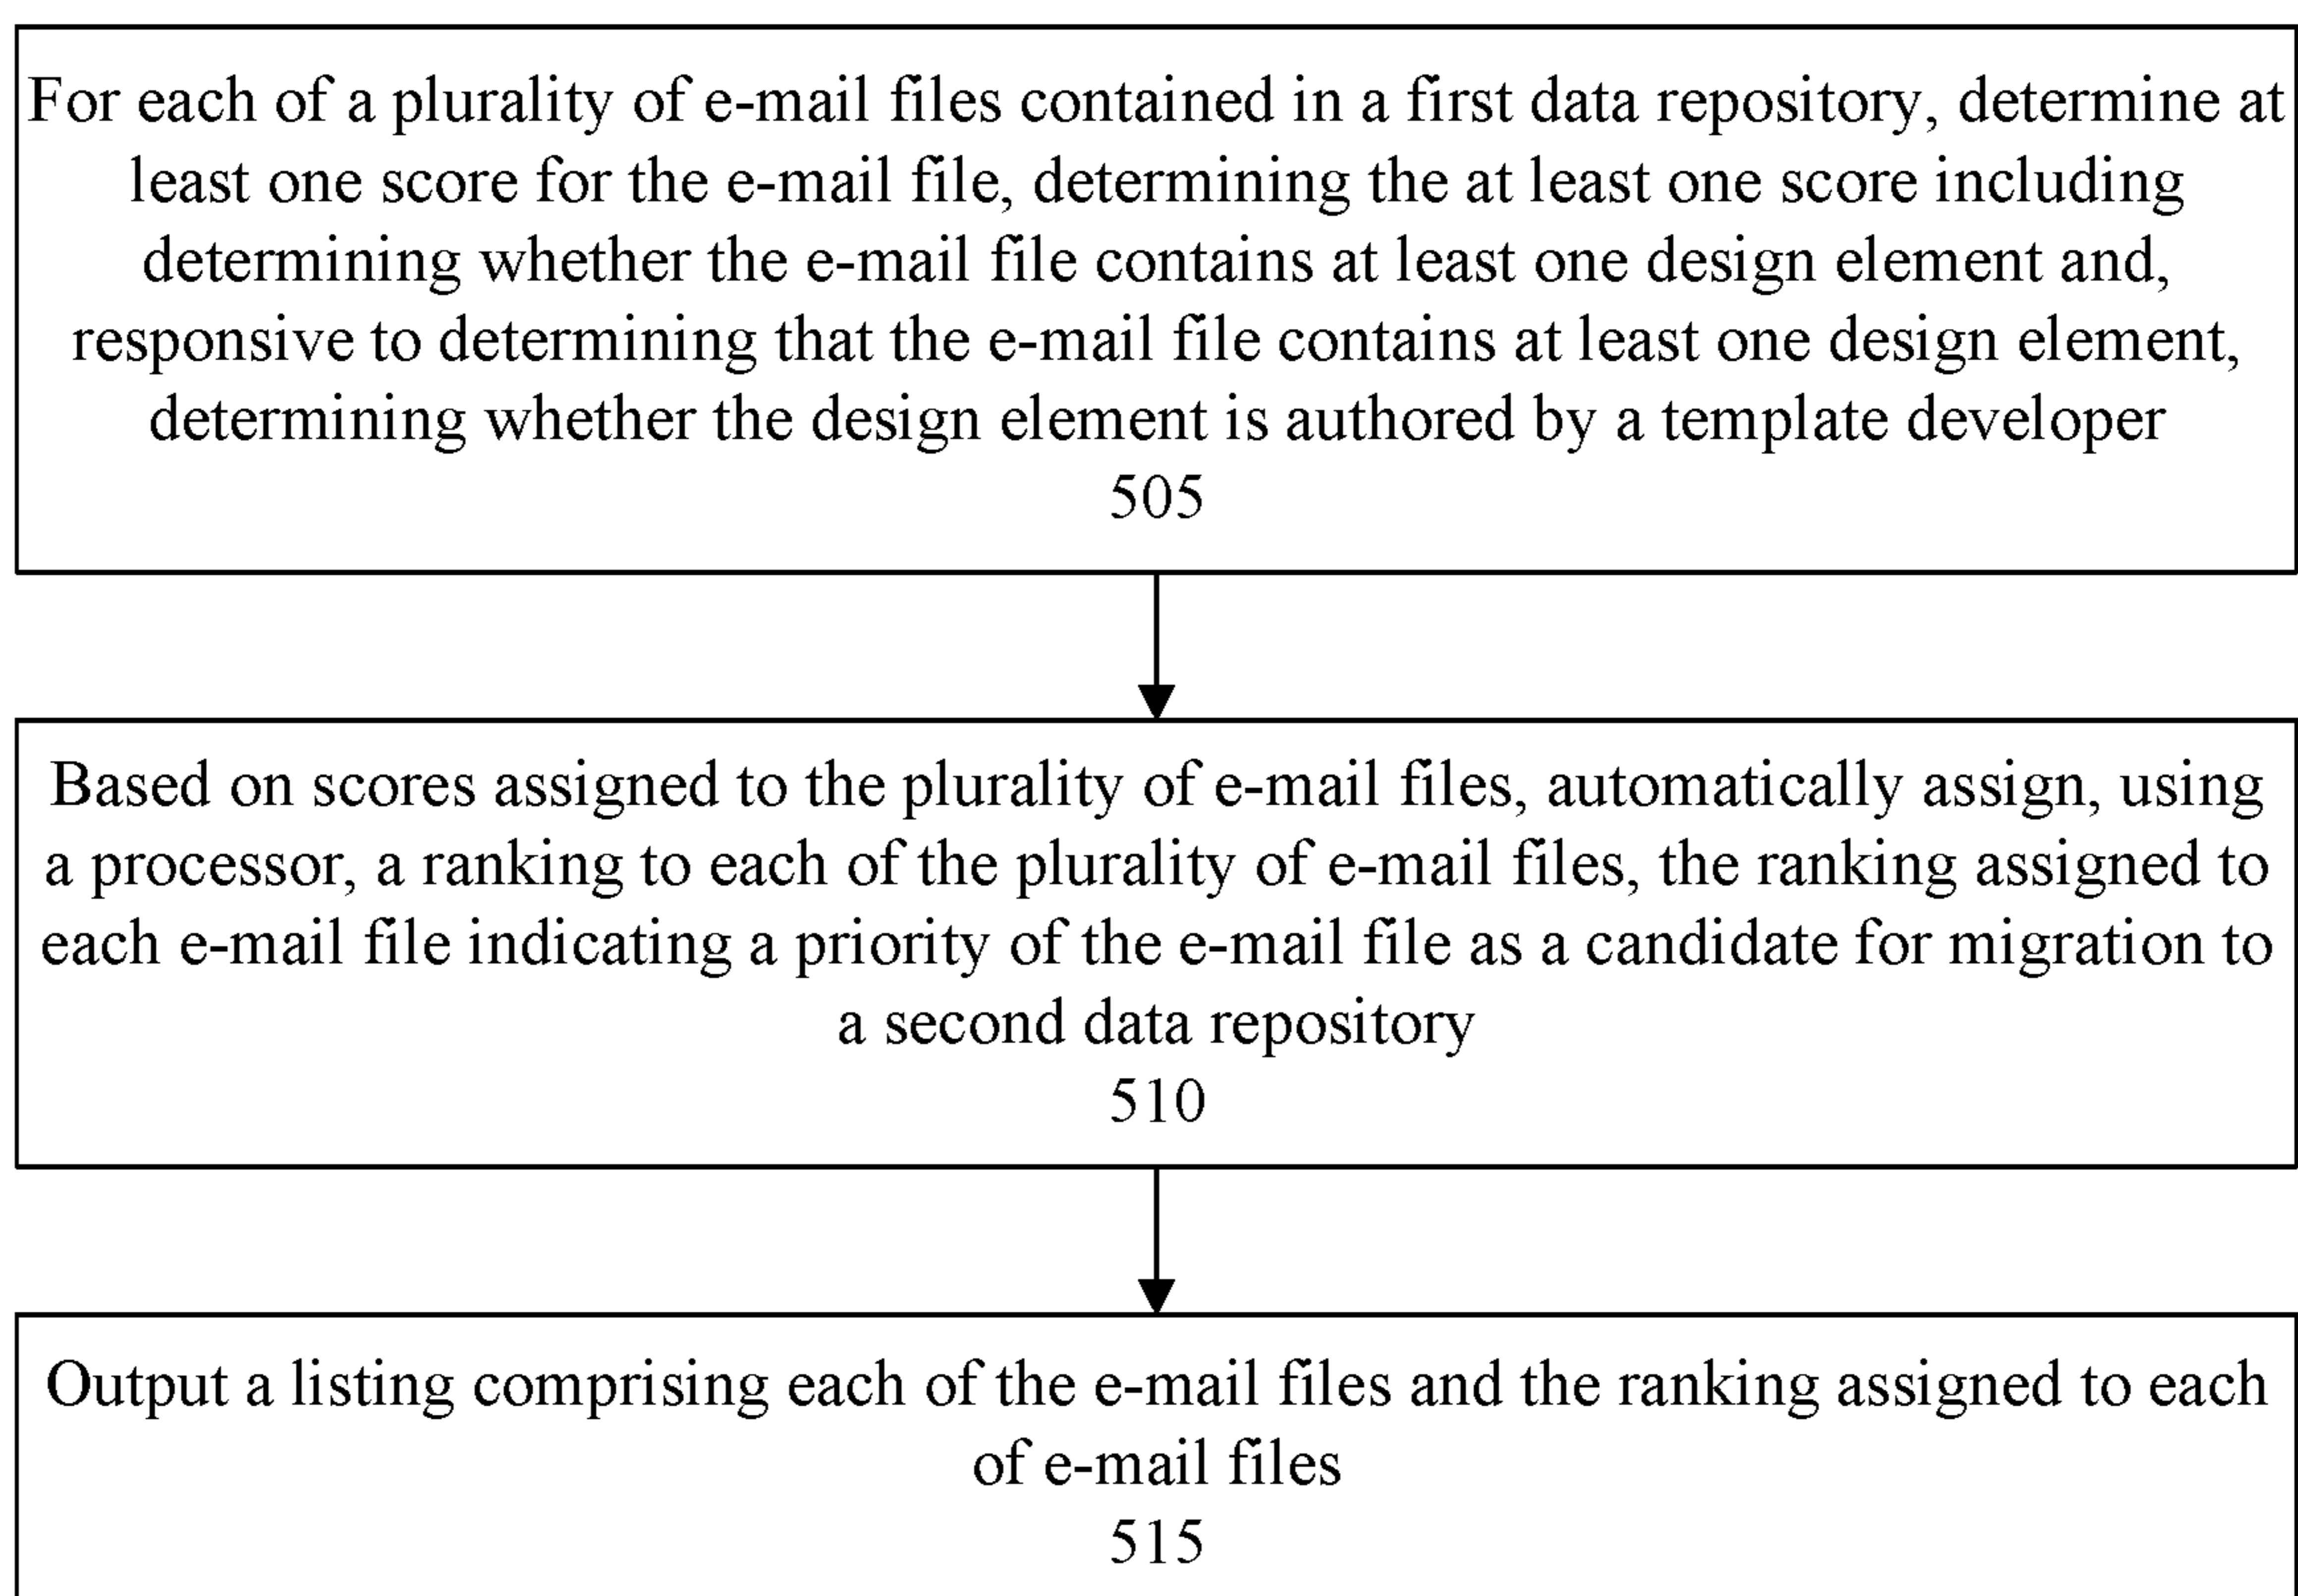 For each of a plurality of e-mail files contained in a first data repository, determine at
least one score for the e-mail file, determining the at least one score including
determining whether the e-mail file contains at least one design element and,
responsive to determining that the e-mail file contains at least one design element,
determining whether the design element is authored by a template developer
505
Based on scores assigned to the plurality of e-mail files, automatically assign, using
a processor, a ranking to each of the plurality of e-mail files, the ranking assigned to
each e-mail file indicating a priority of the e-mail file as a candidate for migration to
a second data repository
510
Output a listing comprising each of the e-mail files and the ranking assigned to each
of e-mail files
515